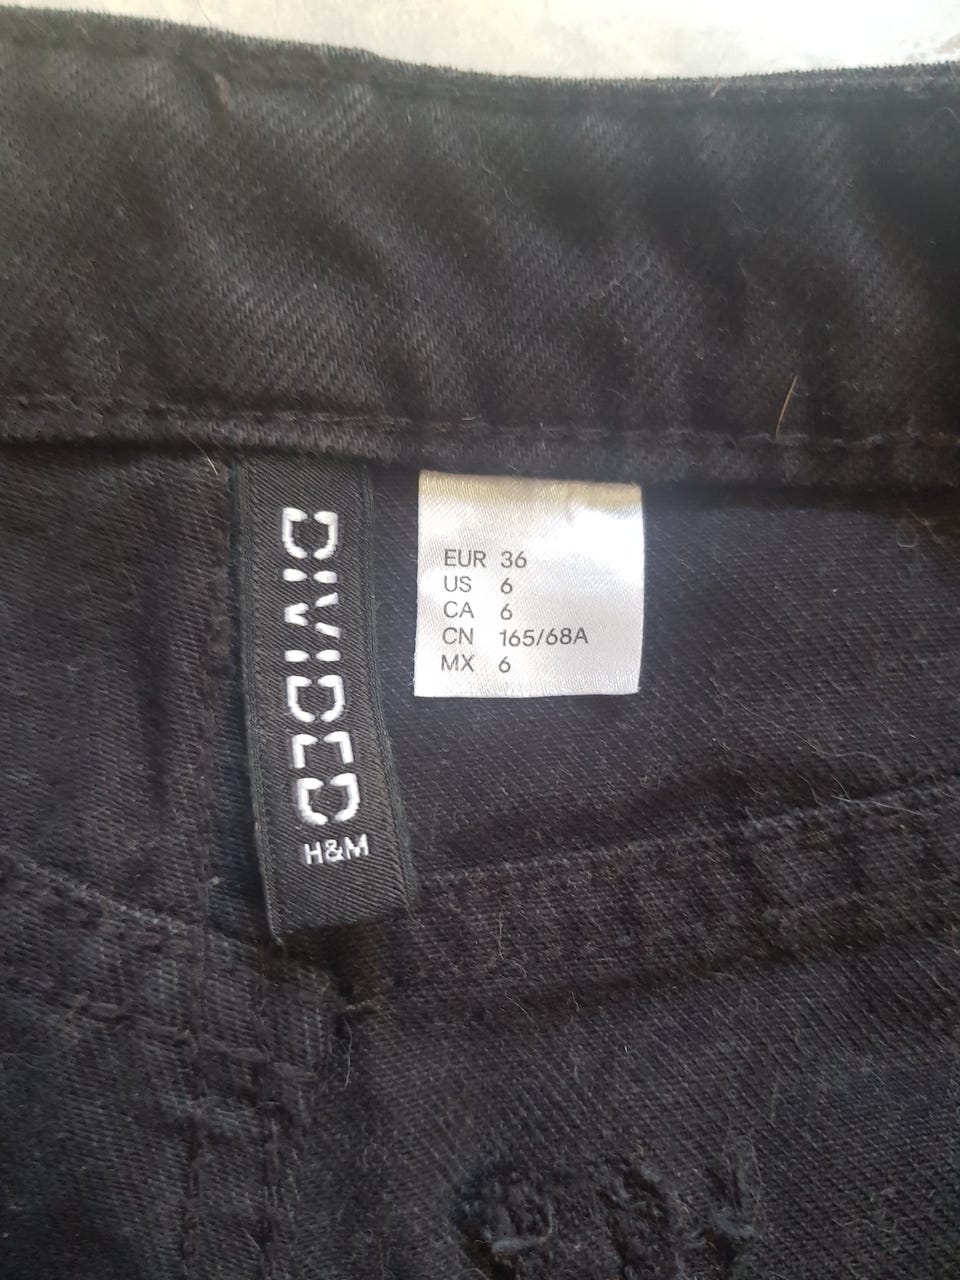 DIVIDED
H&M
EUR 36
US 6
CA 6
CN 165/68A
MX 6